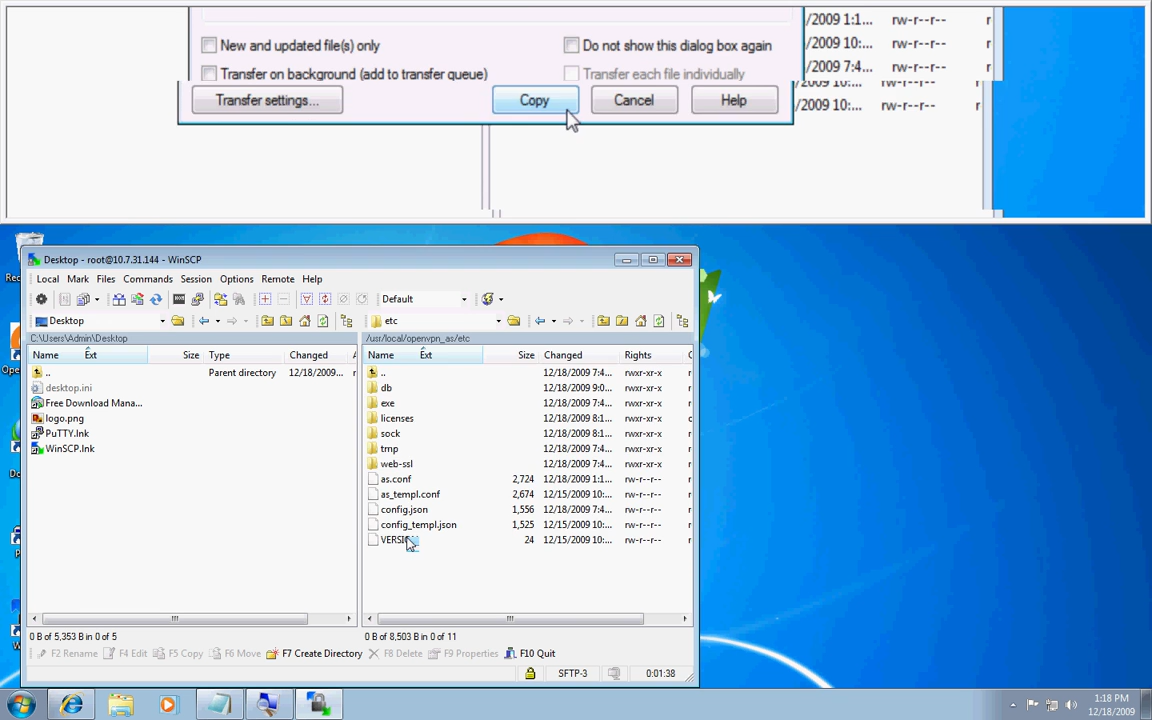 /2009 1:1... rw-r--r-- r
New and updated file(s) only Do not show this dialog box again /2009 10:... rw-r--r-- r
Transfer on background (add to transfer queue) Transfer each file individually /2009 7:4... rw-r--r-- r
/2009 10:... rw-r--r-- r
Transfer settings... Copy Cancel Help /2009 10:... rw-r--r-- r
Desktop - root@10.7.31.144 - WinSCP
Local Mark Files Commands Session Options Remote Help
Default
Desktop etc
C:\Users\Admin\Desktop /usr/local/openvpn_as/etc
Name Ext Size Type Changed A Name Ext Size Changed Rights
.. Parent directory 12/18/2009... r .. 12/18/2009 7:4... rwxr-xr-x r
desktop.ini db 12/18/2009 9:0... rwxr-xr-x r
Free Download Mana... exe 12/18/2009 7:4... rwxr-xr-x r
logo.png licenses 12/18/2009 8:1... rwxr-xr-x
PuTTY.lnk sock 12/18/2009 8:1... rwxr-xr-x r
WinSCP.lnk tmp 12/18/2009 7:4... rwxr-xr-x r
web-ssl 12/18/2009 7:4... rwxr-xr-x r
as.conf 2,724 12/18/2009 1:1... rw-r--r-- r
as_templ.conf 2,674 12/15/2009 10:... rw-r--r-- r
config.json 1,556 12/18/2009 7:4... rw-r--r-- r
config_templ.json 1,525 12/15/2009 10:... rw-r--r-- r
24 12/15/2009 10:... rw-r--r-- r
0 B of 5,353 B in 0 of 5 0 B of 8,503 B in 0 of 11
F2 Rename F4 Edit F5 Copy F6 Move F7 Create Directory F8 Delete F9 Properties F10 Quit
SFTP-3 0:01:38
1:18 PM
12/18/2009